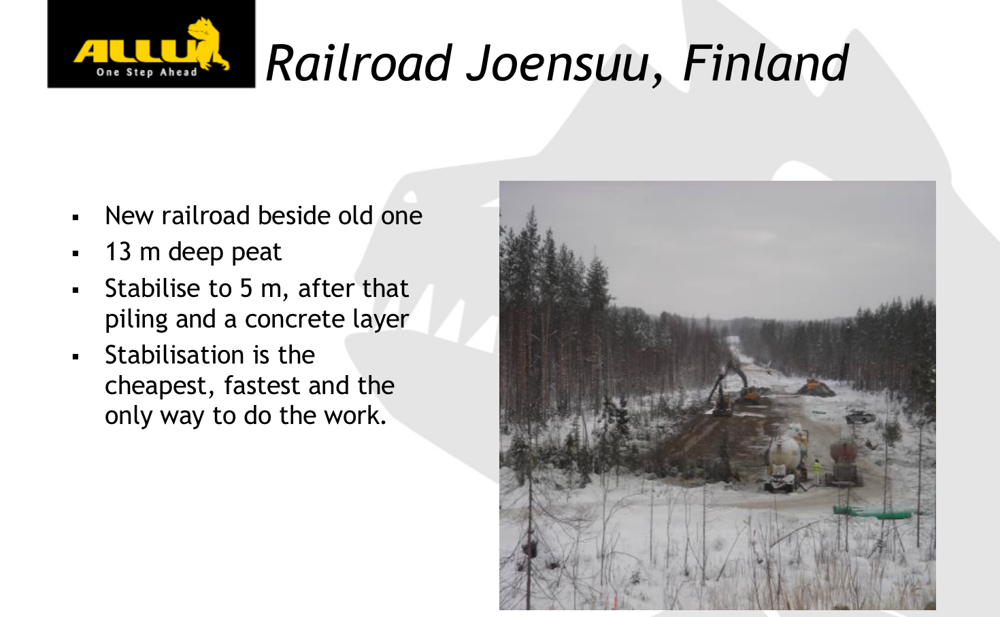 ALLU
One Step Ahead
Railroad Joensuu, Finland
▪ New railroad beside old one
▪ 13 m deep peat
▪ Stabilise to 5 m, after that
piling and a concrete layer
▪ Stabilisation is the
cheapest, fastest and the
only way to do the work.